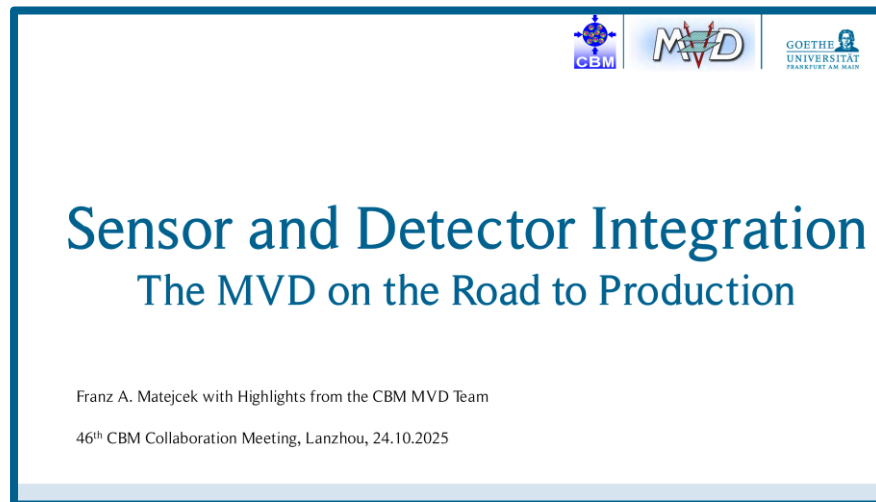 CBM
MVD
GOETHE
UNIVERSITÄT
FRANKFURT AM MAIN
Sensor and Detector Integration
The MVD on the Road to Production
Franz A. Matejcek with Highlights from the CBM MVD Team
46th CBM Collaboration Meeting, Lanzhou, 24.10.2025